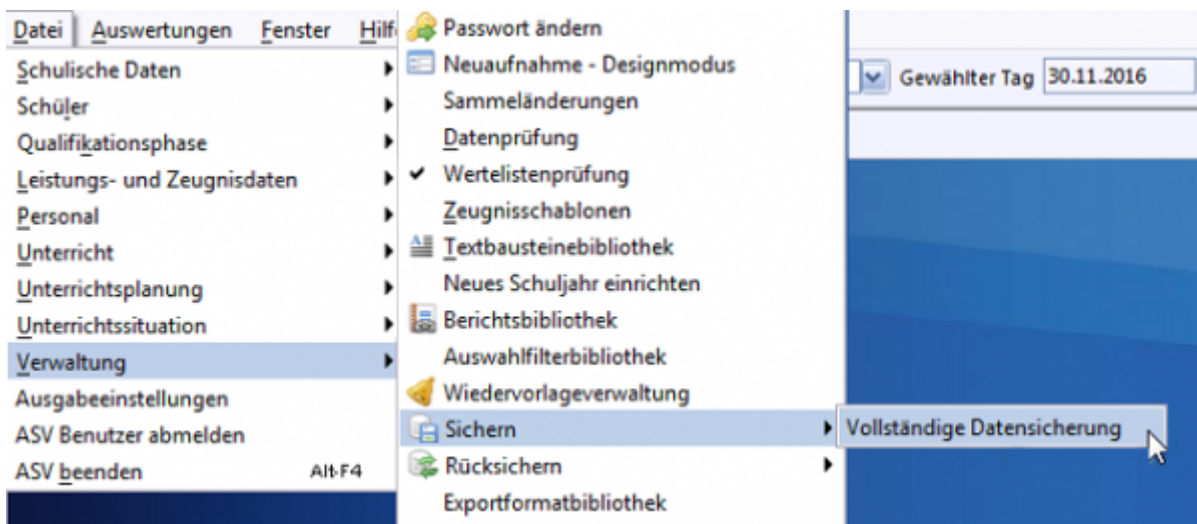 Datei Auswertungen Fenster Hilf
Schulische Daten
Schüler
Qualifikationsphase
Leistungs- und Zeugnisdaten
Personal
Unterricht
Unterrichtsplanung
Unterrichtssituation
Verwaltung
Ausgabeeinstellungen
ASV Benutzer abmelden
ASV beenden Alt-F4
Passwort ändern
Neuaufnahme - Designmodus
Sammeländerungen
Datenprüfung
Wertelistenprüfung
Zeugnisschablonen
Textbausteinebibliothek
Neues Schuljahr einrichten
Berichtsbibliothek
Auswahlfilterbibliothek
Wiedervorlageverwaltung
Sichern
Rücksichern
Exportformatbibliothek
Vollständige Datensicherung
Gewählter Tag 30.11.2016